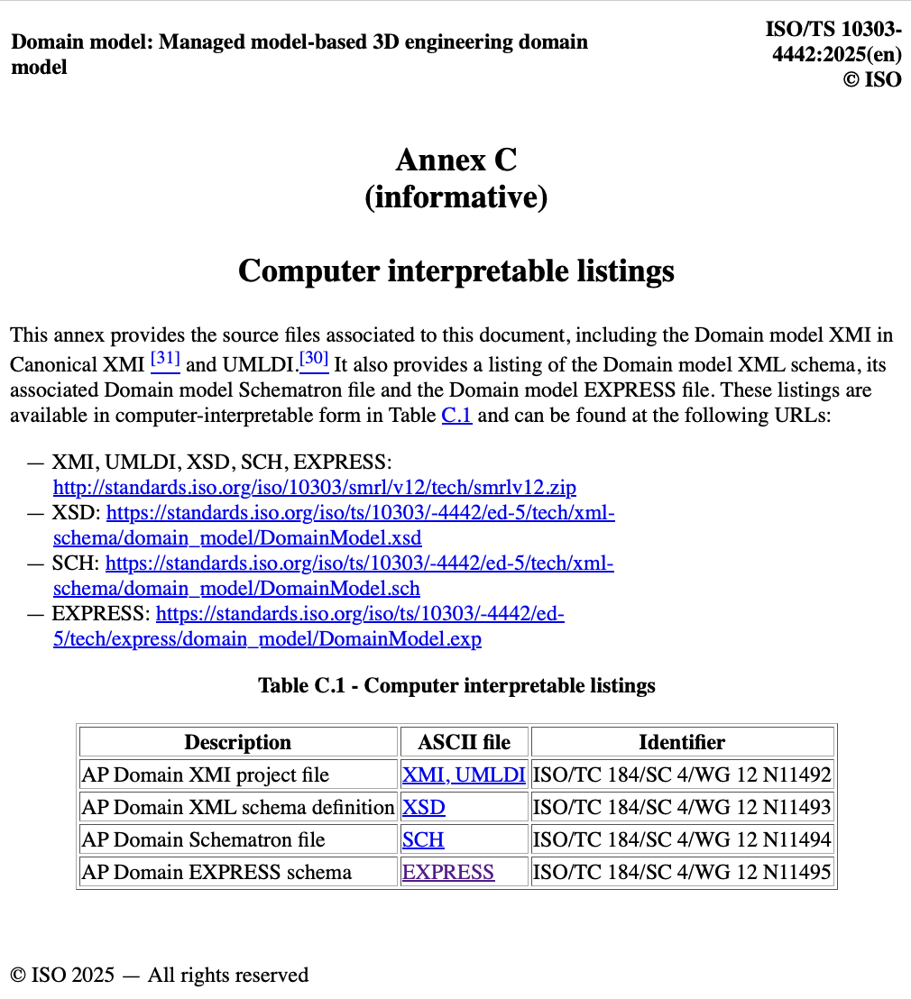 Domain model: Managed model-based 3D engineering domain
model
ISO/TS 10303-
4442:2025(en)
© ISO
Annex C
(informative)
Computer interpretable listings
This annex provides the source files associated to this document, including the Domain model XMI in
Canonical XMI [31] and UMLDI.[30] It also provides a listing of the Domain model XML schema, its
associated Domain model Schematron file and the Domain model EXPRESS file. These listings are
available in computer-interpretable form in Table C.1 and can be found at the following URLs:
— XMI, UMLDI, XSD, SCH, EXPRESS:
http://standards.iso.org/iso/10303/smrl/v12/tech/smrlv12.zip
— XSD: https://standards.iso.org/iso/ts/10303/-4442/ed-5/tech/xml-
schema/domain_model/DomainModel.xsd
— SCH: https://standards.iso.org/iso/ts/10303/-4442/ed-5/tech/xml-
schema/domain_model/DomainModel.sch
— EXPRESS: https://standards.iso.org/iso/ts/10303/-4442/ed-
5/tech/express/domain_model/DomainModel.exp
Table C.1 - Computer interpretable listings
Description ASCII file Identifier
AP Domain XMI project file XMI, UMLDI ISO/TC 184/SC 4/WG 12 N11492
AP Domain XML schema definition XSD ISO/TC 184/SC 4/WG 12 N11493
AP Domain Schematron file SCH ISO/TC 184/SC 4/WG 12 N11494
AP Domain EXPRESS schema EXPRESS ISO/TC 184/SC 4/WG 12 N11495
© ISO 2025 — All rights reserved